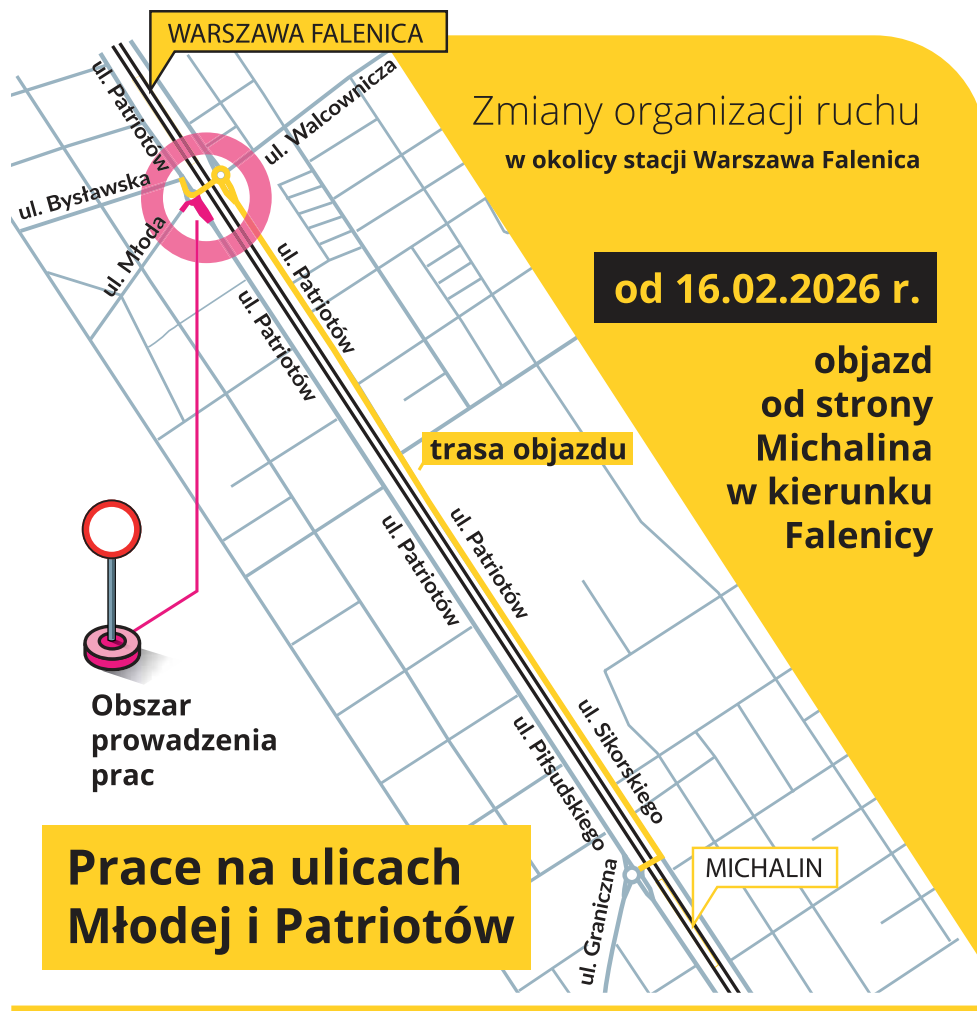 WARSZAWA FALENICA
Zmiany organizacji ruchu
w okolicy stacji Warszawa Falenica
od 16.02.2026 r.
objazd
od strony
Michalina
w kierunku
Falenicy
ul. Patriotów
ul. Walcownicza
ul. Bysławska
ul. Młoda
ul. Patriotów
ul. Patriotów
trasa objazdu
ul. Patriotów
ul. Patriotów
Obszar
prowadzenia
prac
ul. Sikorskiego
ul. Piłsudskiego
ul. Graniczna
MICHALIN
Prace na ulicach
Młodej i Patriotów